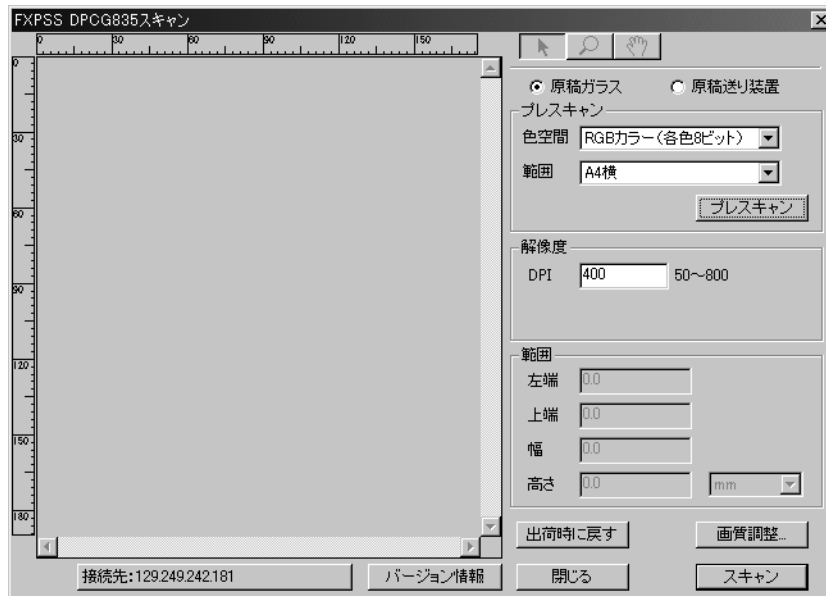 FXPSS DPCG835スキャン
0 30 60 90 120 150
0
30
60
90
120
150
180
原稿ガラス 原稿送り装置
プレスキャン
色空間 RGBカラー(各色8ビット)
範囲 A4横
プレスキャン
解像度
DPI 400 50～800
範囲
左端 0.0
上端 0.0
幅 0.0
高さ 0.0 mm
出荷時に戻す 画質調整...
接続先:129.249.242.181 バージョン情報 閉じる スキャン